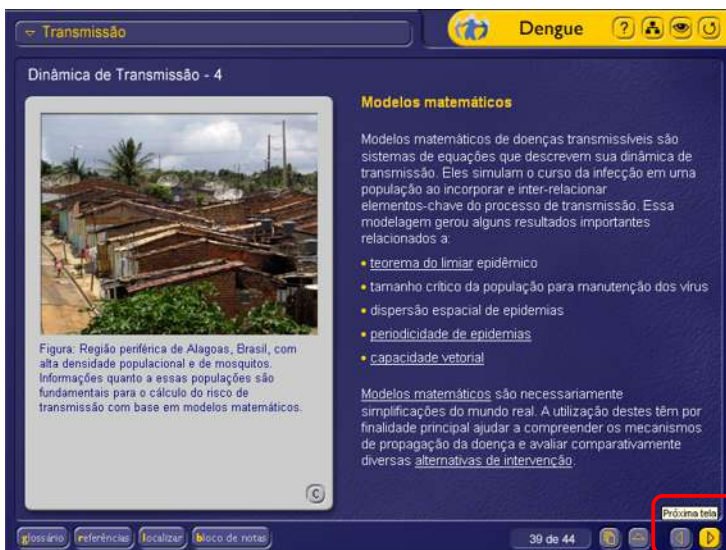 Transmissão
Dengue
?
Dinâmica de Transmissão - 4
Figura: Região periférica de Alagoas, Brasil, com
alta densidade populacional e de mosquitos.
Informações quanto a essas populações são
fundamentais para o cálculo do risco de
transmissão com base em modelos matemáticos.
C
Modelos matemáticos
Modelos matemáticos de doenças transmissíveis são
sistemas de equações que descrevem sua dinâmica de
transmissão. Eles simulam o curso da infecção em uma
população ao incorporar e inter-relacionar
elementos-chave do processo de transmissão. Essa
modelagem gerou alguns resultados importantes
relacionados a:
• teorema do limiar epidêmico
• tamanho crítico da população para manutenção dos vírus
• dispersão espacial de epidemias
• periodicidade de epidemias
• capacidade vetorial
Modelos matemáticos são necessariamente
simplificações do mundo real. A utilização destes têm por
finalidade principal ajudar a compreender os mecanismos
de propagação da doença e avaliar comparativamente
diversas alternativas de intervenção.
Próxima tela
glossário referências localizar bloco de notas 39 de 44